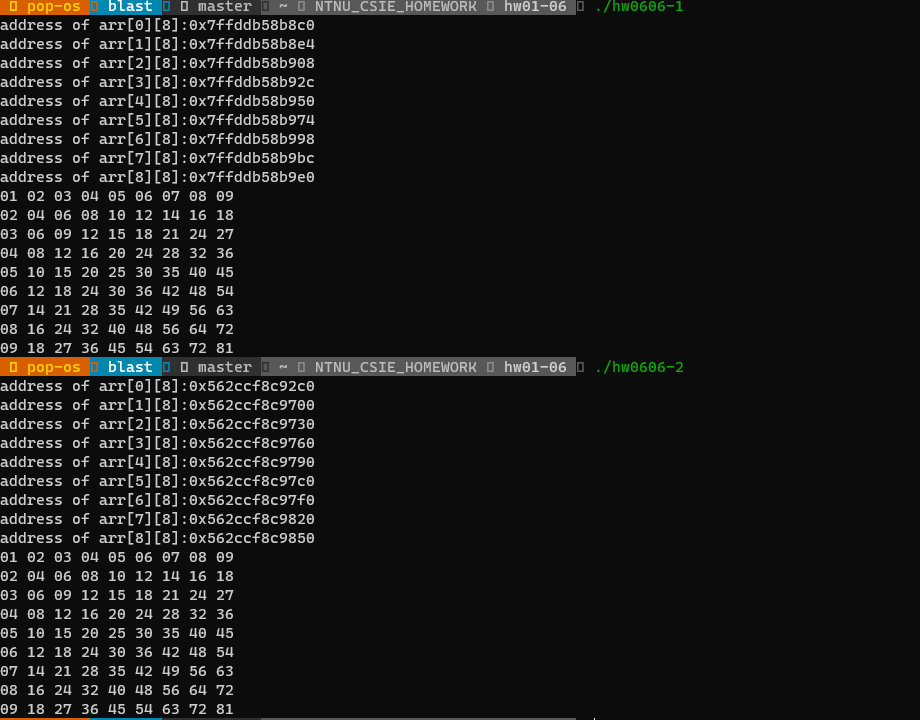 pop-os blast master ~ NTNU_CSIE_HOMEWORK hw01-06 ./hw0606-1
address of arr[0][8]:0x7ffddb58b8c0
address of arr[1][8]:0x7ffddb58b8e4
address of arr[2][8]:0x7ffddb58b908
address of arr[3][8]:0x7ffddb58b92c
address of arr[4][8]:0x7ffddb58b950
address of arr[5][8]:0x7ffddb58b974
address of arr[6][8]:0x7ffddb58b998
address of arr[7][8]:0x7ffddb58b9bc
address of arr[8][8]:0x7ffddb58b9e0
01 02 03 04 05 06 07 08 09
02 04 06 08 10 12 14 16 18
03 06 09 12 15 18 21 24 27
04 08 12 16 20 24 28 32 36
05 10 15 20 25 30 35 40 45
06 12 18 24 30 36 42 48 54
07 14 21 28 35 42 49 56 63
08 16 24 32 40 48 56 64 72
09 18 27 36 45 54 63 72 81
pop-os blast master ~ NTNU_CSIE_HOMEWORK hw01-06 ./hw0606-2
address of arr[0][8]:0x562ccf8c92c0
address of arr[1][8]:0x562ccf8c9700
address of arr[2][8]:0x562ccf8c9730
address of arr[3][8]:0x562ccf8c9760
address of arr[4][8]:0x562ccf8c9790
address of arr[5][8]:0x562ccf8c97c0
address of arr[6][8]:0x562ccf8c97f0
address of arr[7][8]:0x562ccf8c9820
address of arr[8][8]:0x562ccf8c9850
01 02 03 04 05 06 07 08 09
02 04 06 08 10 12 14 16 18
03 06 09 12 15 18 21 24 27
04 08 12 16 20 24 28 32 36
05 10 15 20 25 30 35 40 45
06 12 18 24 30 36 42 48 54
07 14 21 28 35 42 49 56 63
08 16 24 32 40 48 56 64 72
09 18 27 36 45 54 63 72 81